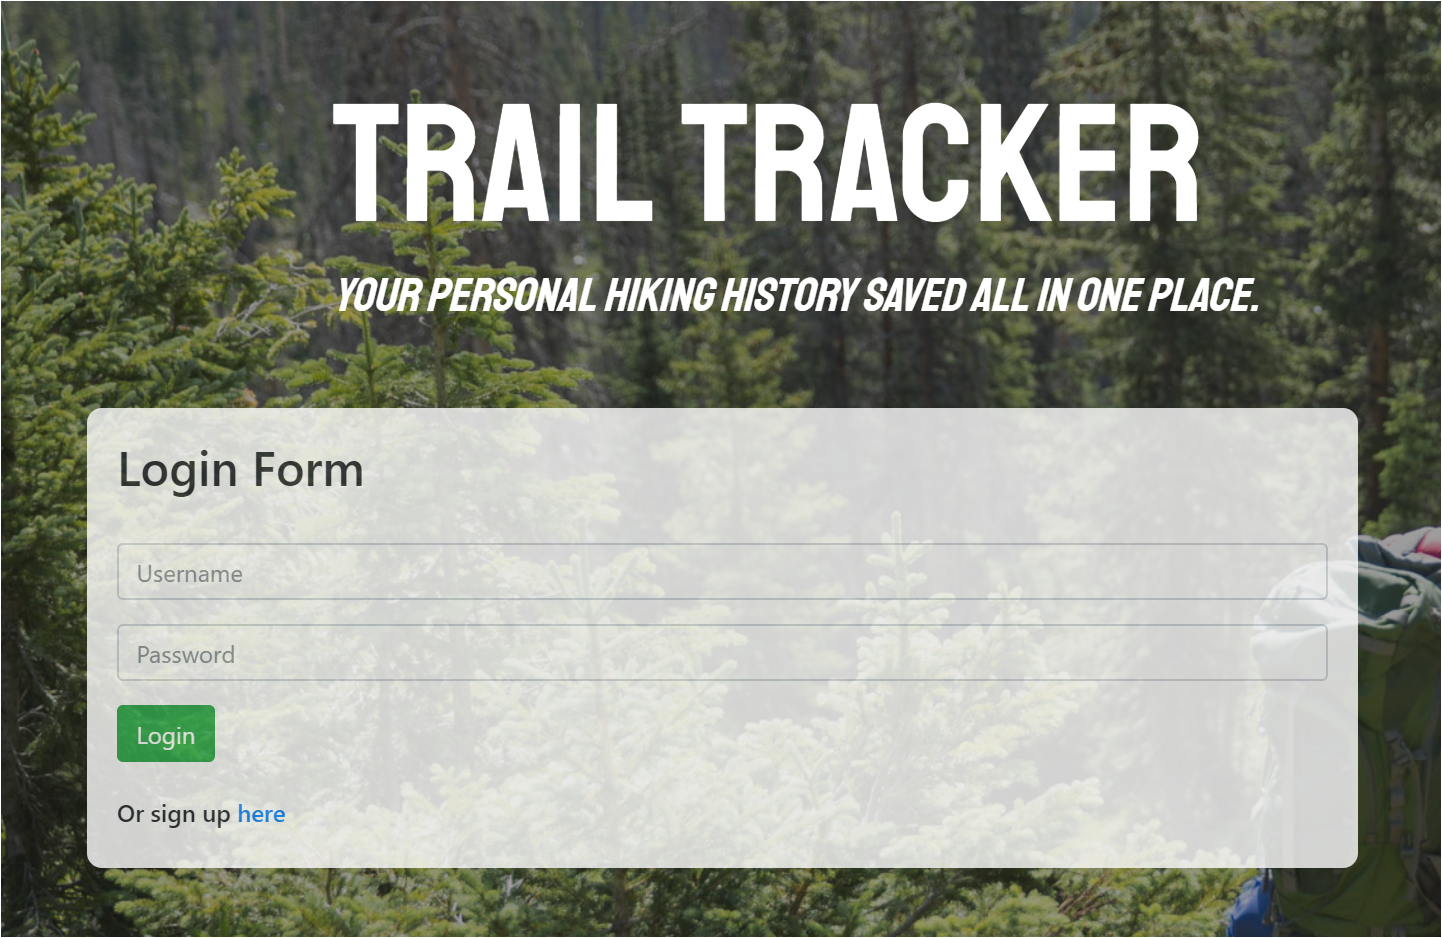 TRAIL TRACKER
YOUR PERSONAL HIKING HISTORY SAVED ALL IN ONE PLACE.
Login Form
Username
Password
Login
Or sign up here